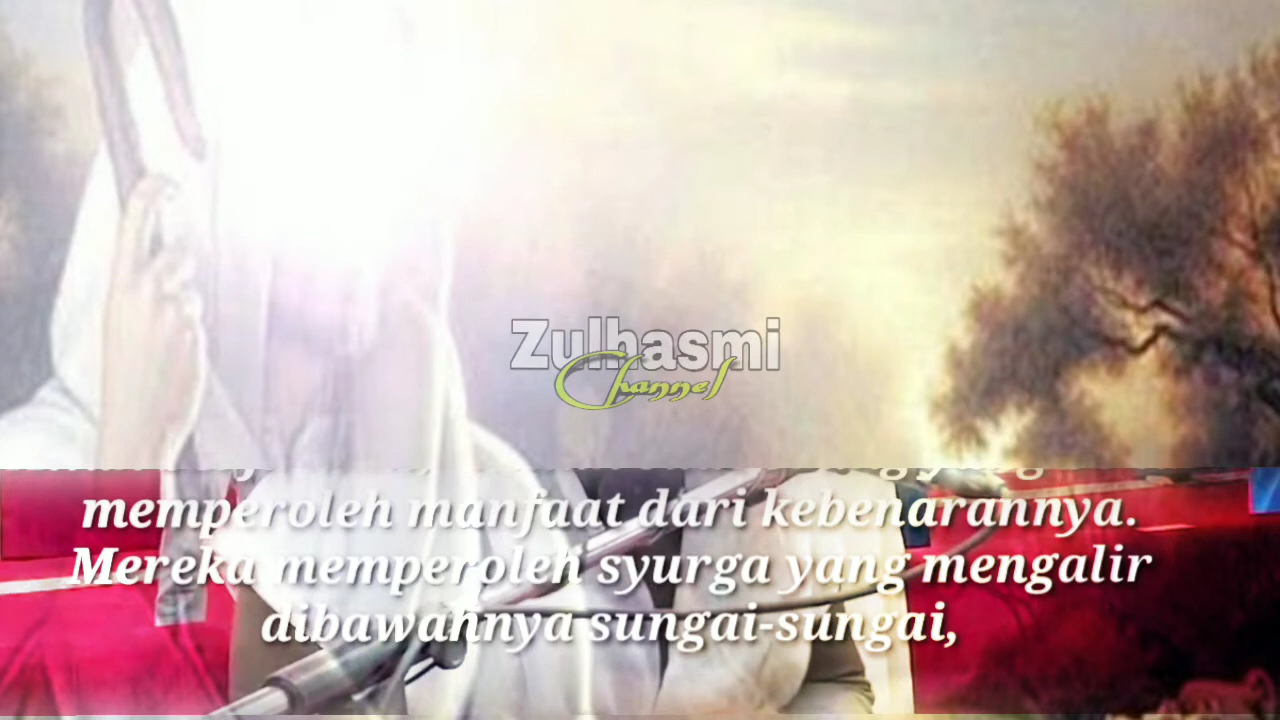 Zulhasmi
Channel
memperoleh manfaat dari kebenarannya.
Mereka memperoleh syurga yang mengalir
dibawahnya sungai-sungai,